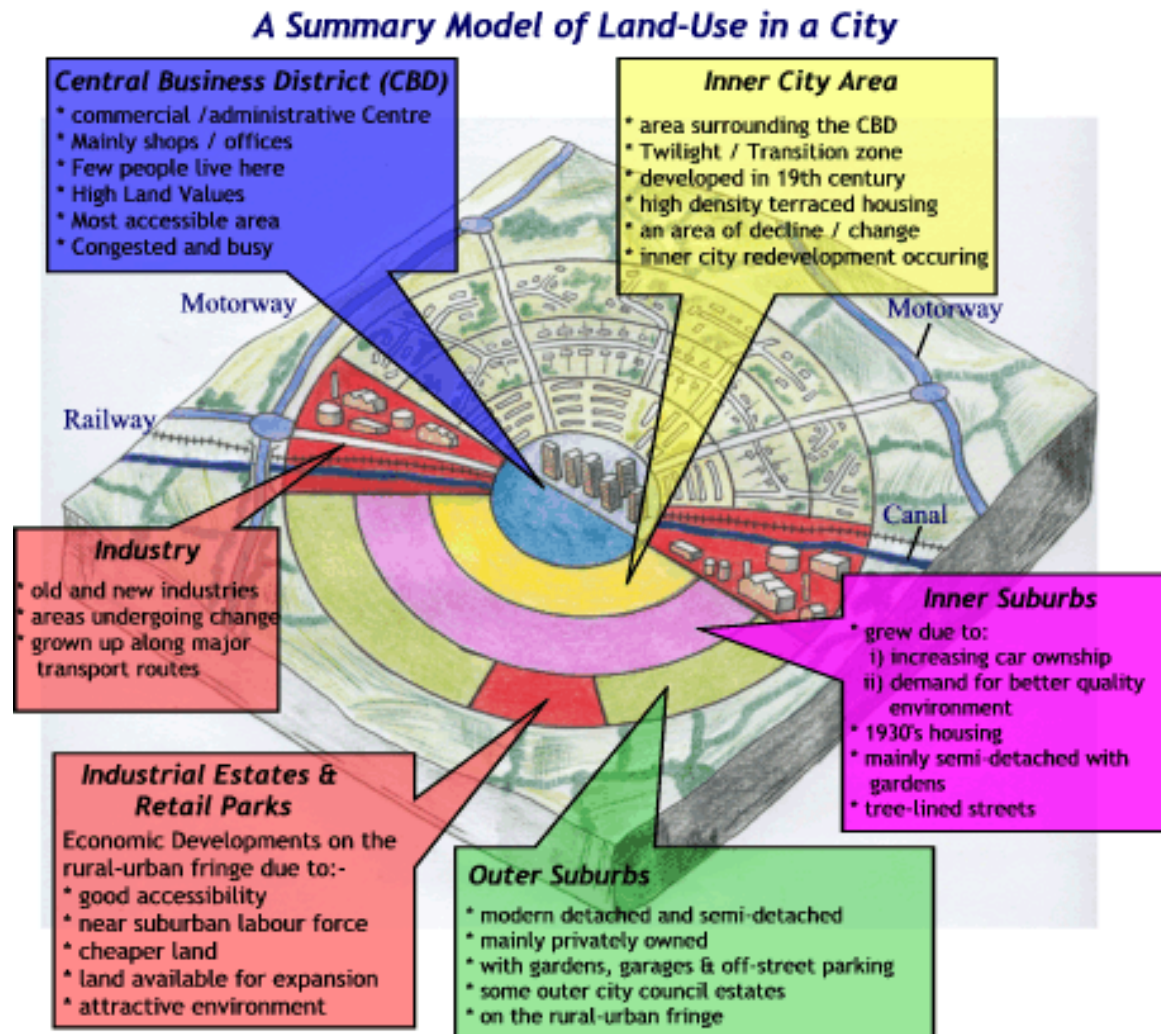 A Summary Model of Land-Use in a City
Central Business District (CBD)
* commercial /administrative Centre
* Mainly shops / offices
* Few people live here
* High Land Values
* Most accessible area
* Congested and busy
Inner City Area
* area surrounding the CBD
* Twilight / Transition zone
* developed in 19th century
* high density terraced housing
* an area of decline / change
* inner city redevelopment occuring
Motorway
Motorway
Railway
Canal
Industry
* old and new industries
* areas undergoing change
* grown up along major
transport routes
Inner Suburbs
* grew due to:
i) increasing car ownship
ii) demand for better quality
environment
* 1930's housing
* mainly semi-detached with
gardens
* tree-lined streets
Industrial Estates &
Retail Parks
Economic Developments on the
rural-urban fringe due to:-
* good accessibility
* near suburban labour force
* cheaper land
* land available for expansion
* attractive environment
Outer Suburbs
* modern detached and semi-detached
* mainly privately owned
* with gardens, garages & off-street parking
* some outer city council estates
* on the rural-urban fringe